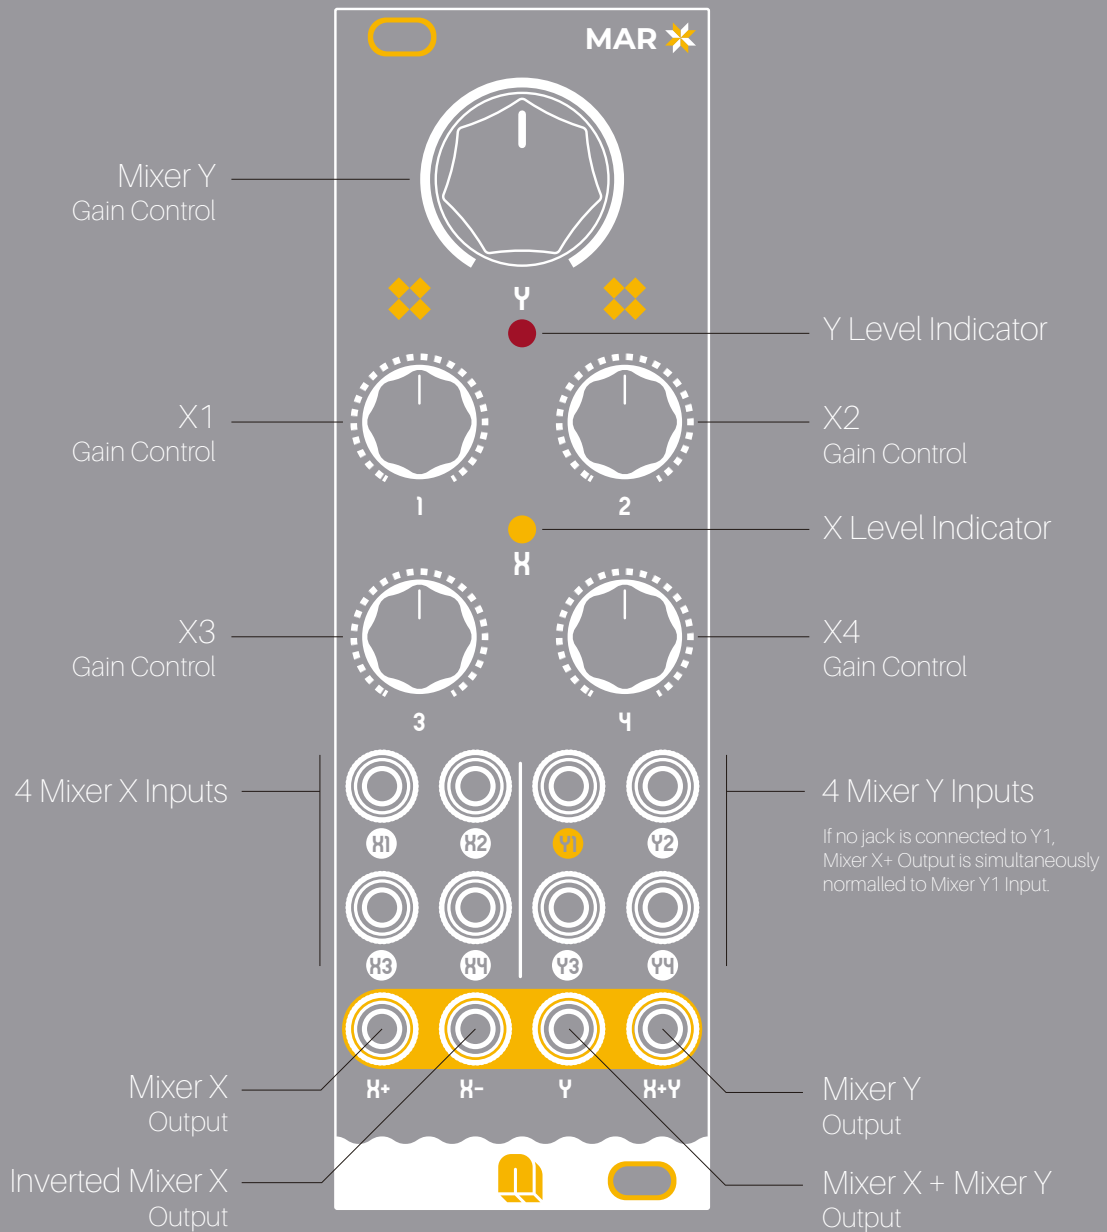 MAR
Mixer Y
Gain Control
Y
Y Level Indicator
X1
Gain Control
X2
Gain Control
1
2
X Level Indicator
X
X3
Gain Control
X4
Gain Control
3
4
4 Mixer X Inputs
4 Mixer Y Inputs
If no jack is connected to Y1,
Mixer X+ Output is simultaneously
normalled to Mixer Y1 Input.
X1
X2
Y1
Y2
X3
X4
Y3
Y4
X+
X-
Y
X+Y
Mixer X
Output
Mixer Y
Output
Inverted Mixer X
Output
Mixer X + Mixer Y
Output